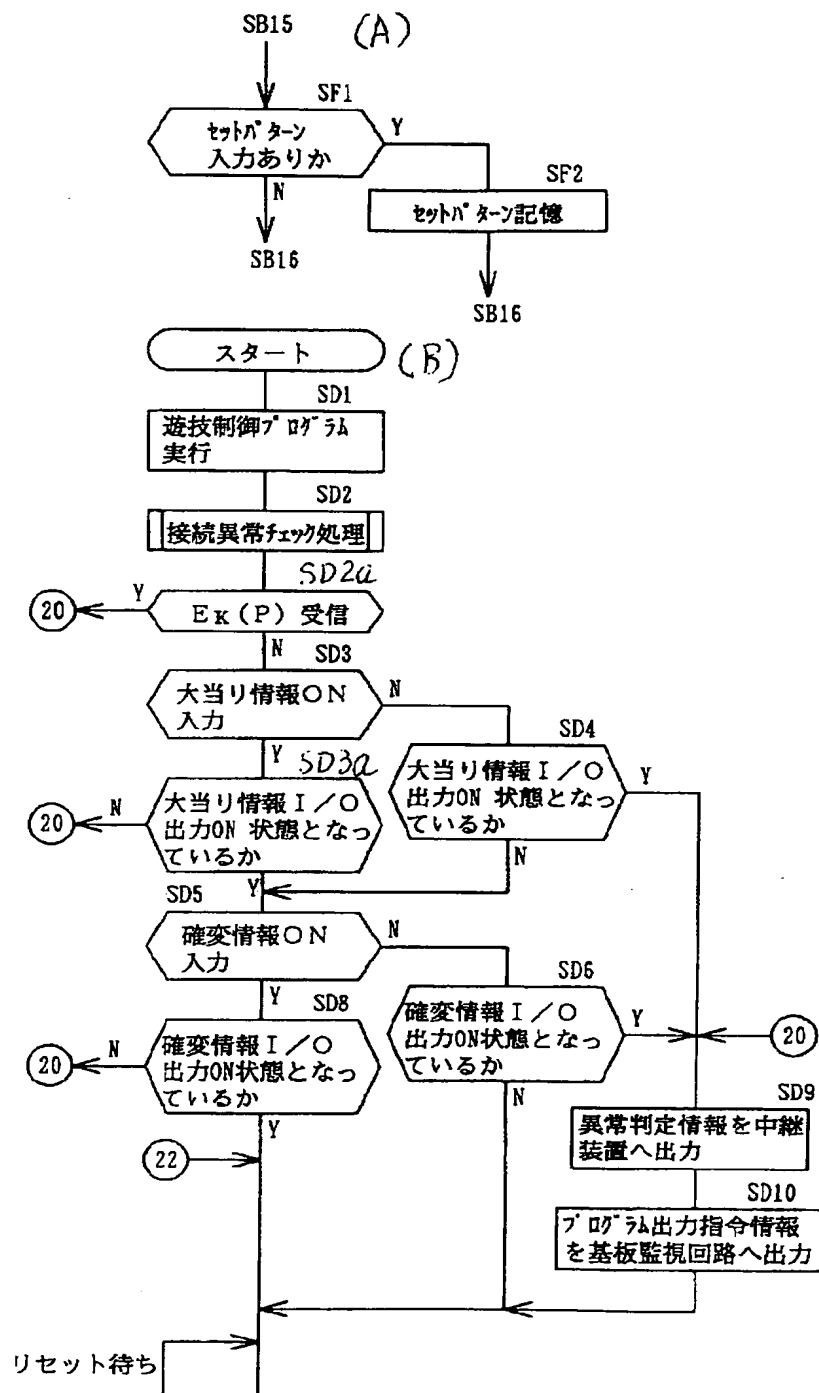 SB15
(A)
SF1
セットパターン
入力ありか
Y
N
SF2
セットパターン記憶
SB16
SB16
スタート
(B)
SD1
遊技制御プログラム
実行
SD2
接続異常チェック処理
SD2a
Y
20
EK(P)受信
N
SD3
大当り情報ON
入力
N
Y
SD3a
SD4
大当り情報I/O
出力ON 状態となっ
ているか
Y
N
大当り情報I/O
出力ON 状態となっ
ているか
N
20
Y
SD5
確変情報ON
入力
N
Y
SD6
確変情報I/O
出力ON状態となっ
ているか
Y
20
N
SD8
確変情報I/O
出力ON状態となっ
ているか
N
20
Y
SD9
異常判定情報を中継
装置へ出力
22
SD10
プログラム出力指令情報
を基板監視回路へ出力
リセット待ち